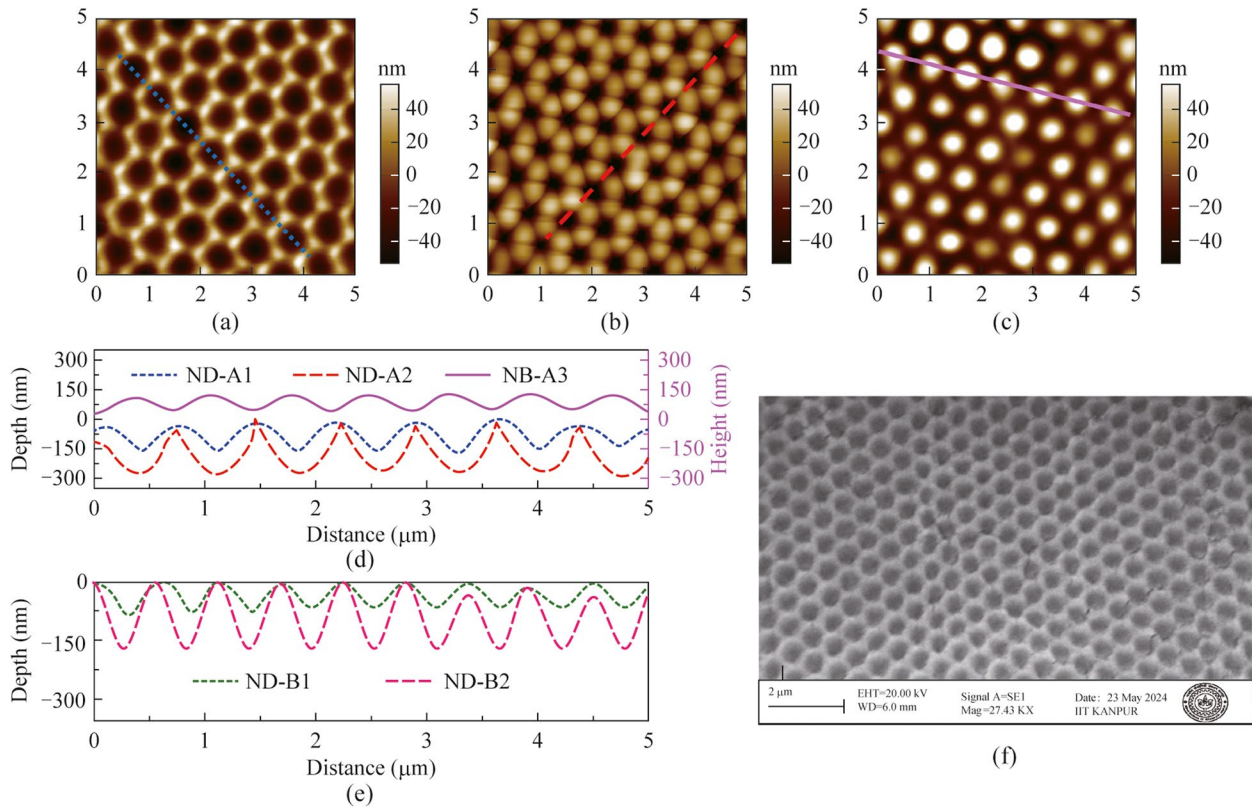 5
4
3
2
1
0
0 1 2 3 4 5
nm
40
20
0
−20
−40
(a)
5
4
3
2
1
0
0 1 2 3 4 5
nm
40
20
0
−20
−40
(b)
5
4
3
2
1
0
0 1 2 3 4 5
nm
40
20
0
−20
−40
(c)
Depth (nm)
300
150
0
−150
−300
ND-A1 ND-A2 NB-A3
300
150
0
−150
−300
Height (nm)
0 1 2 3 4 5
Distance (μm)
(d)
Depth (nm)
0
−150
−300
ND-B1 ND-B2
0 1 2 3 4 5
Distance (μm)
(e)
2 μm
EHT=20.00 kV
WD=6.0 mm
Signal A=SE1
Mag=27.43 KX
Date: 23 May 2024
IIT KANPUR
(f)